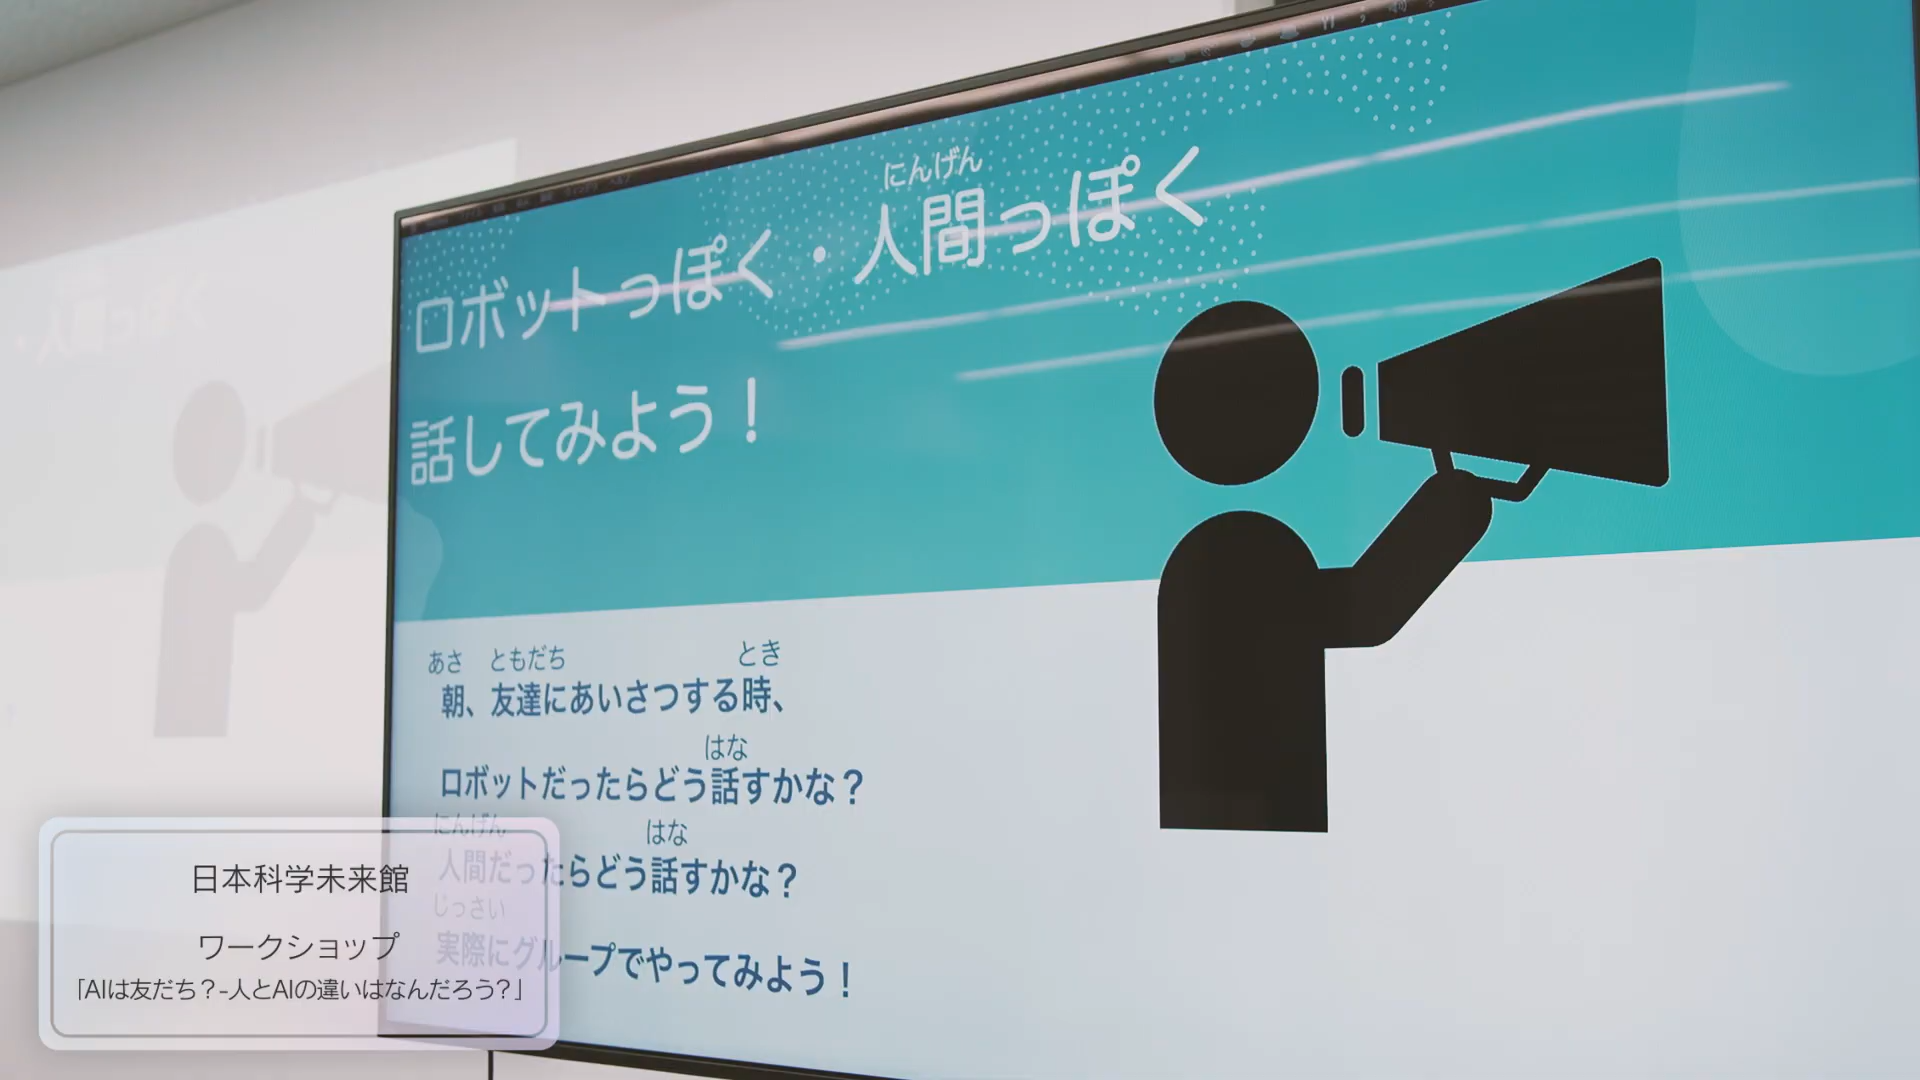 にんげん
ロボットっぽく・人間っぽく
話してみよう！
あさ ともだち とき
朝、友達にあいさつする時、
はな
ロボットだったらどう話すかな？
にんげん はな
人間だったらどう話すかな？
じっさい
実際にグループでやってみよう！
・人間っぽく
日本科学未来館
ワークショップ
「AIは友だち？-人とAIの違いはなんだろう?」